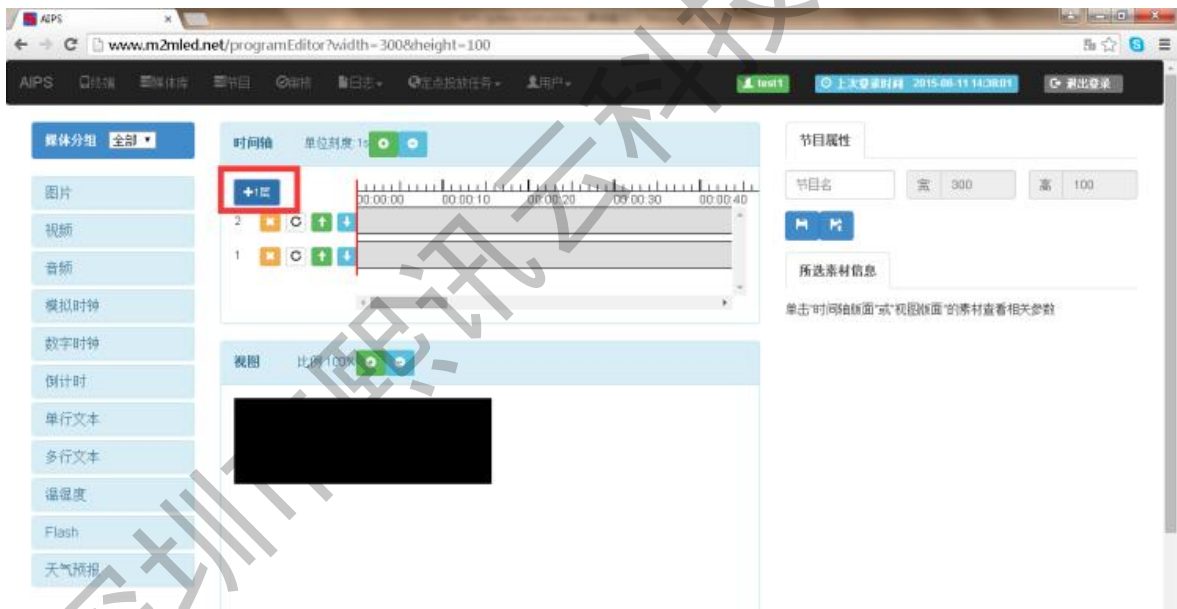 AIPS
www.m2mled.net/programEditor?width=300&height=100
AIPS 终端 媒体库 节目 审核 日志 定点投放任务 用户 test1 上次登录时间 2015-08-11 14:38:01 退出登录
媒体分组 全部
图片
视频
音频
模拟时钟
数字时钟
倒计时
单行文本
多行文本
温湿度
Flash
天气预报
时间轴 单位刻度:1s
+1层
00:00:00 00:00:10 00:00:20 00:00:30 00:00:40
2
1
视图 比例:100%
节目属性
节目名 宽 300 高 100
所选素材信息
单击"时间轴版面"或"视图版面"的素材查看相关参数
深圳市熙讯云科技